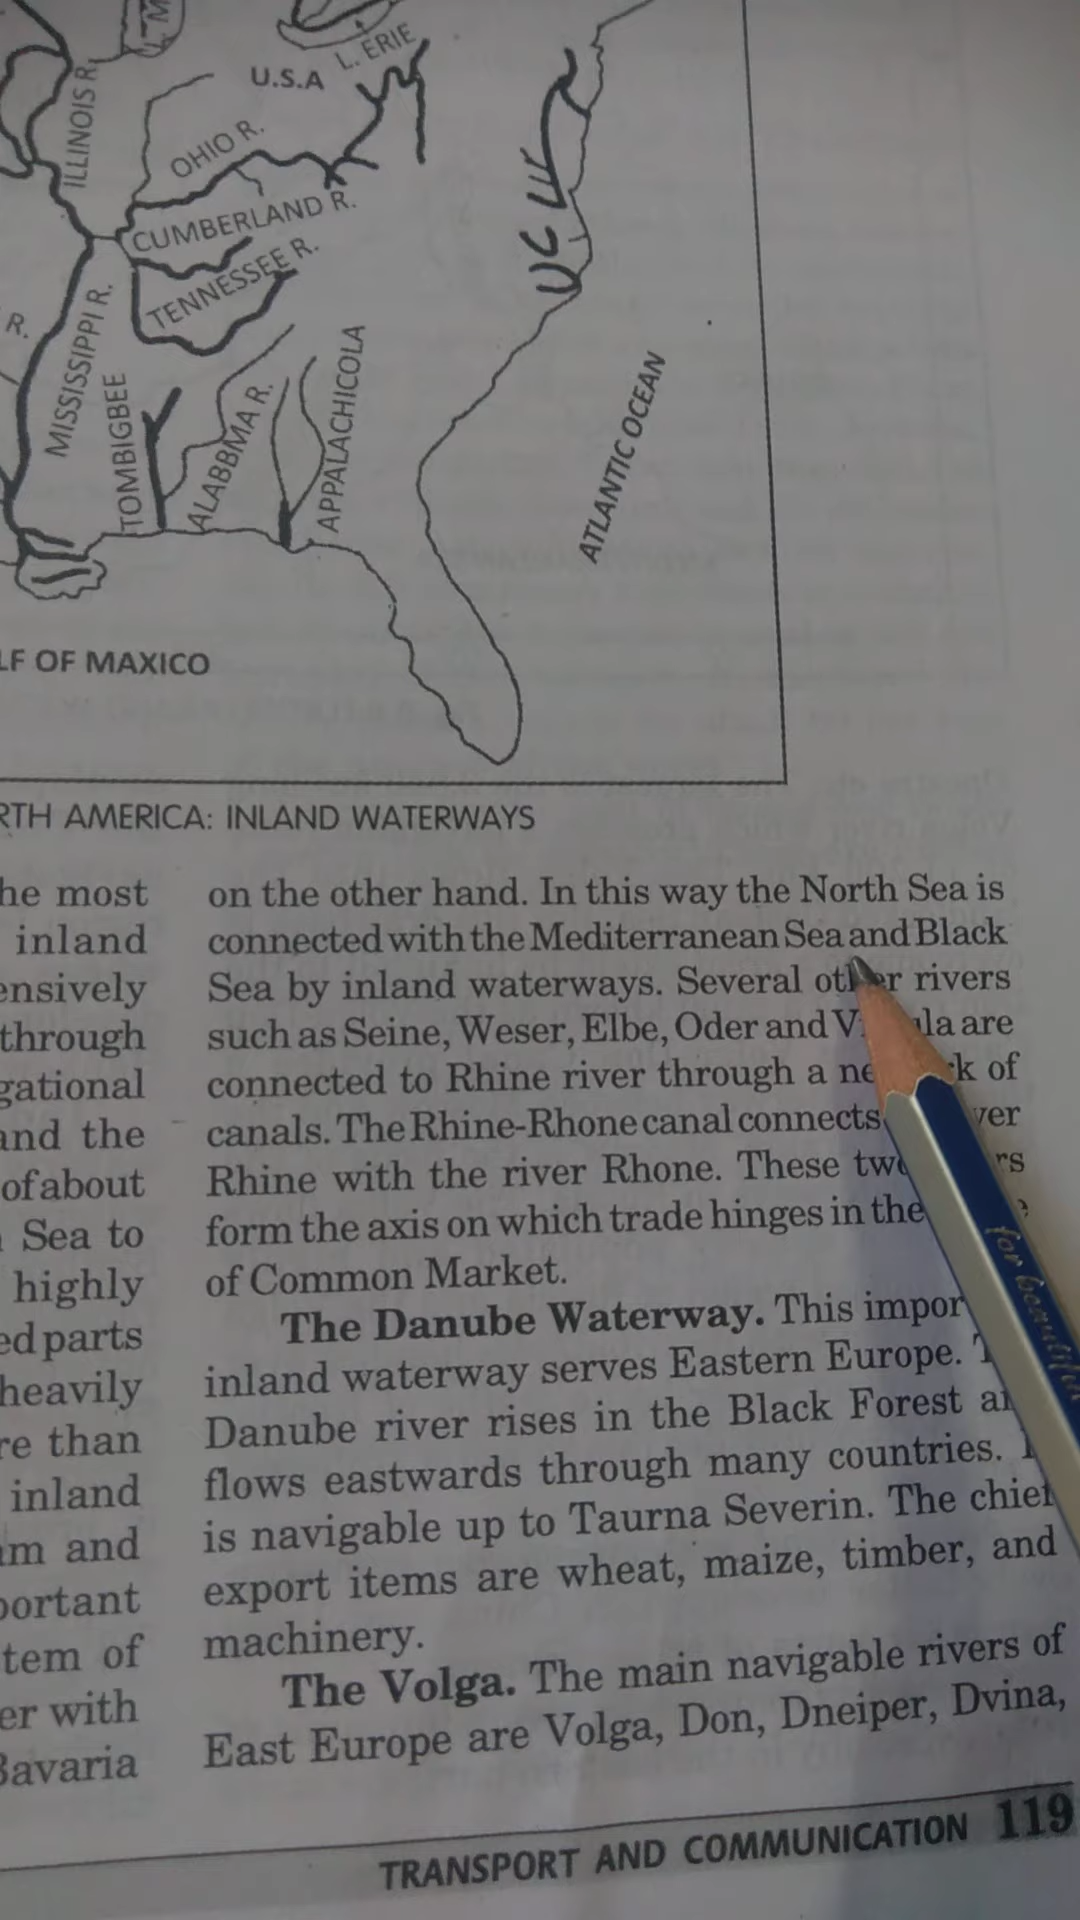 L. ERIE
U.S.A
ILLINOIS R.
OHIO R.
CUMBERLAND R.
TENNESSEE R.
R.
MISSISSIPPI R.
TOMBIGBEE
ALABBMA R.
APPALACHICOLA
ATLANTIC OCEAN
LF OF MAXICO
RTH AMERICA: INLAND WATERWAYS
he most
inland
ensively
through
gational
and the
of about
Sea to
highly
ed parts
heavily
re than
inland
am and
portant
tem of
er with
Bavaria
on the other hand. In this way the North Sea is
connected with the Mediterranean Sea and Black
Sea by inland waterways. Several other rivers
such as Seine, Weser, Elbe, Oder and V la are
connected to Rhine river through a ne k of
canals. The Rhine-Rhone canal connects ver
Rhine with the river Rhone. These two rs
form the axis on which trade hinges in the
of Common Market.
The Danube Waterway. This impor
inland waterway serves Eastern Europe. T
Danube river rises in the Black Forest an
flows eastwards through many countries. I
is navigable up to Taurna Severin. The chief
export items are wheat, maize, timber, and
machinery.
The Volga. The main navigable rivers of
East Europe are Volga, Don, Dneiper, Dvina,
TRANSPORT AND COMMUNICATION 119
for beautiful